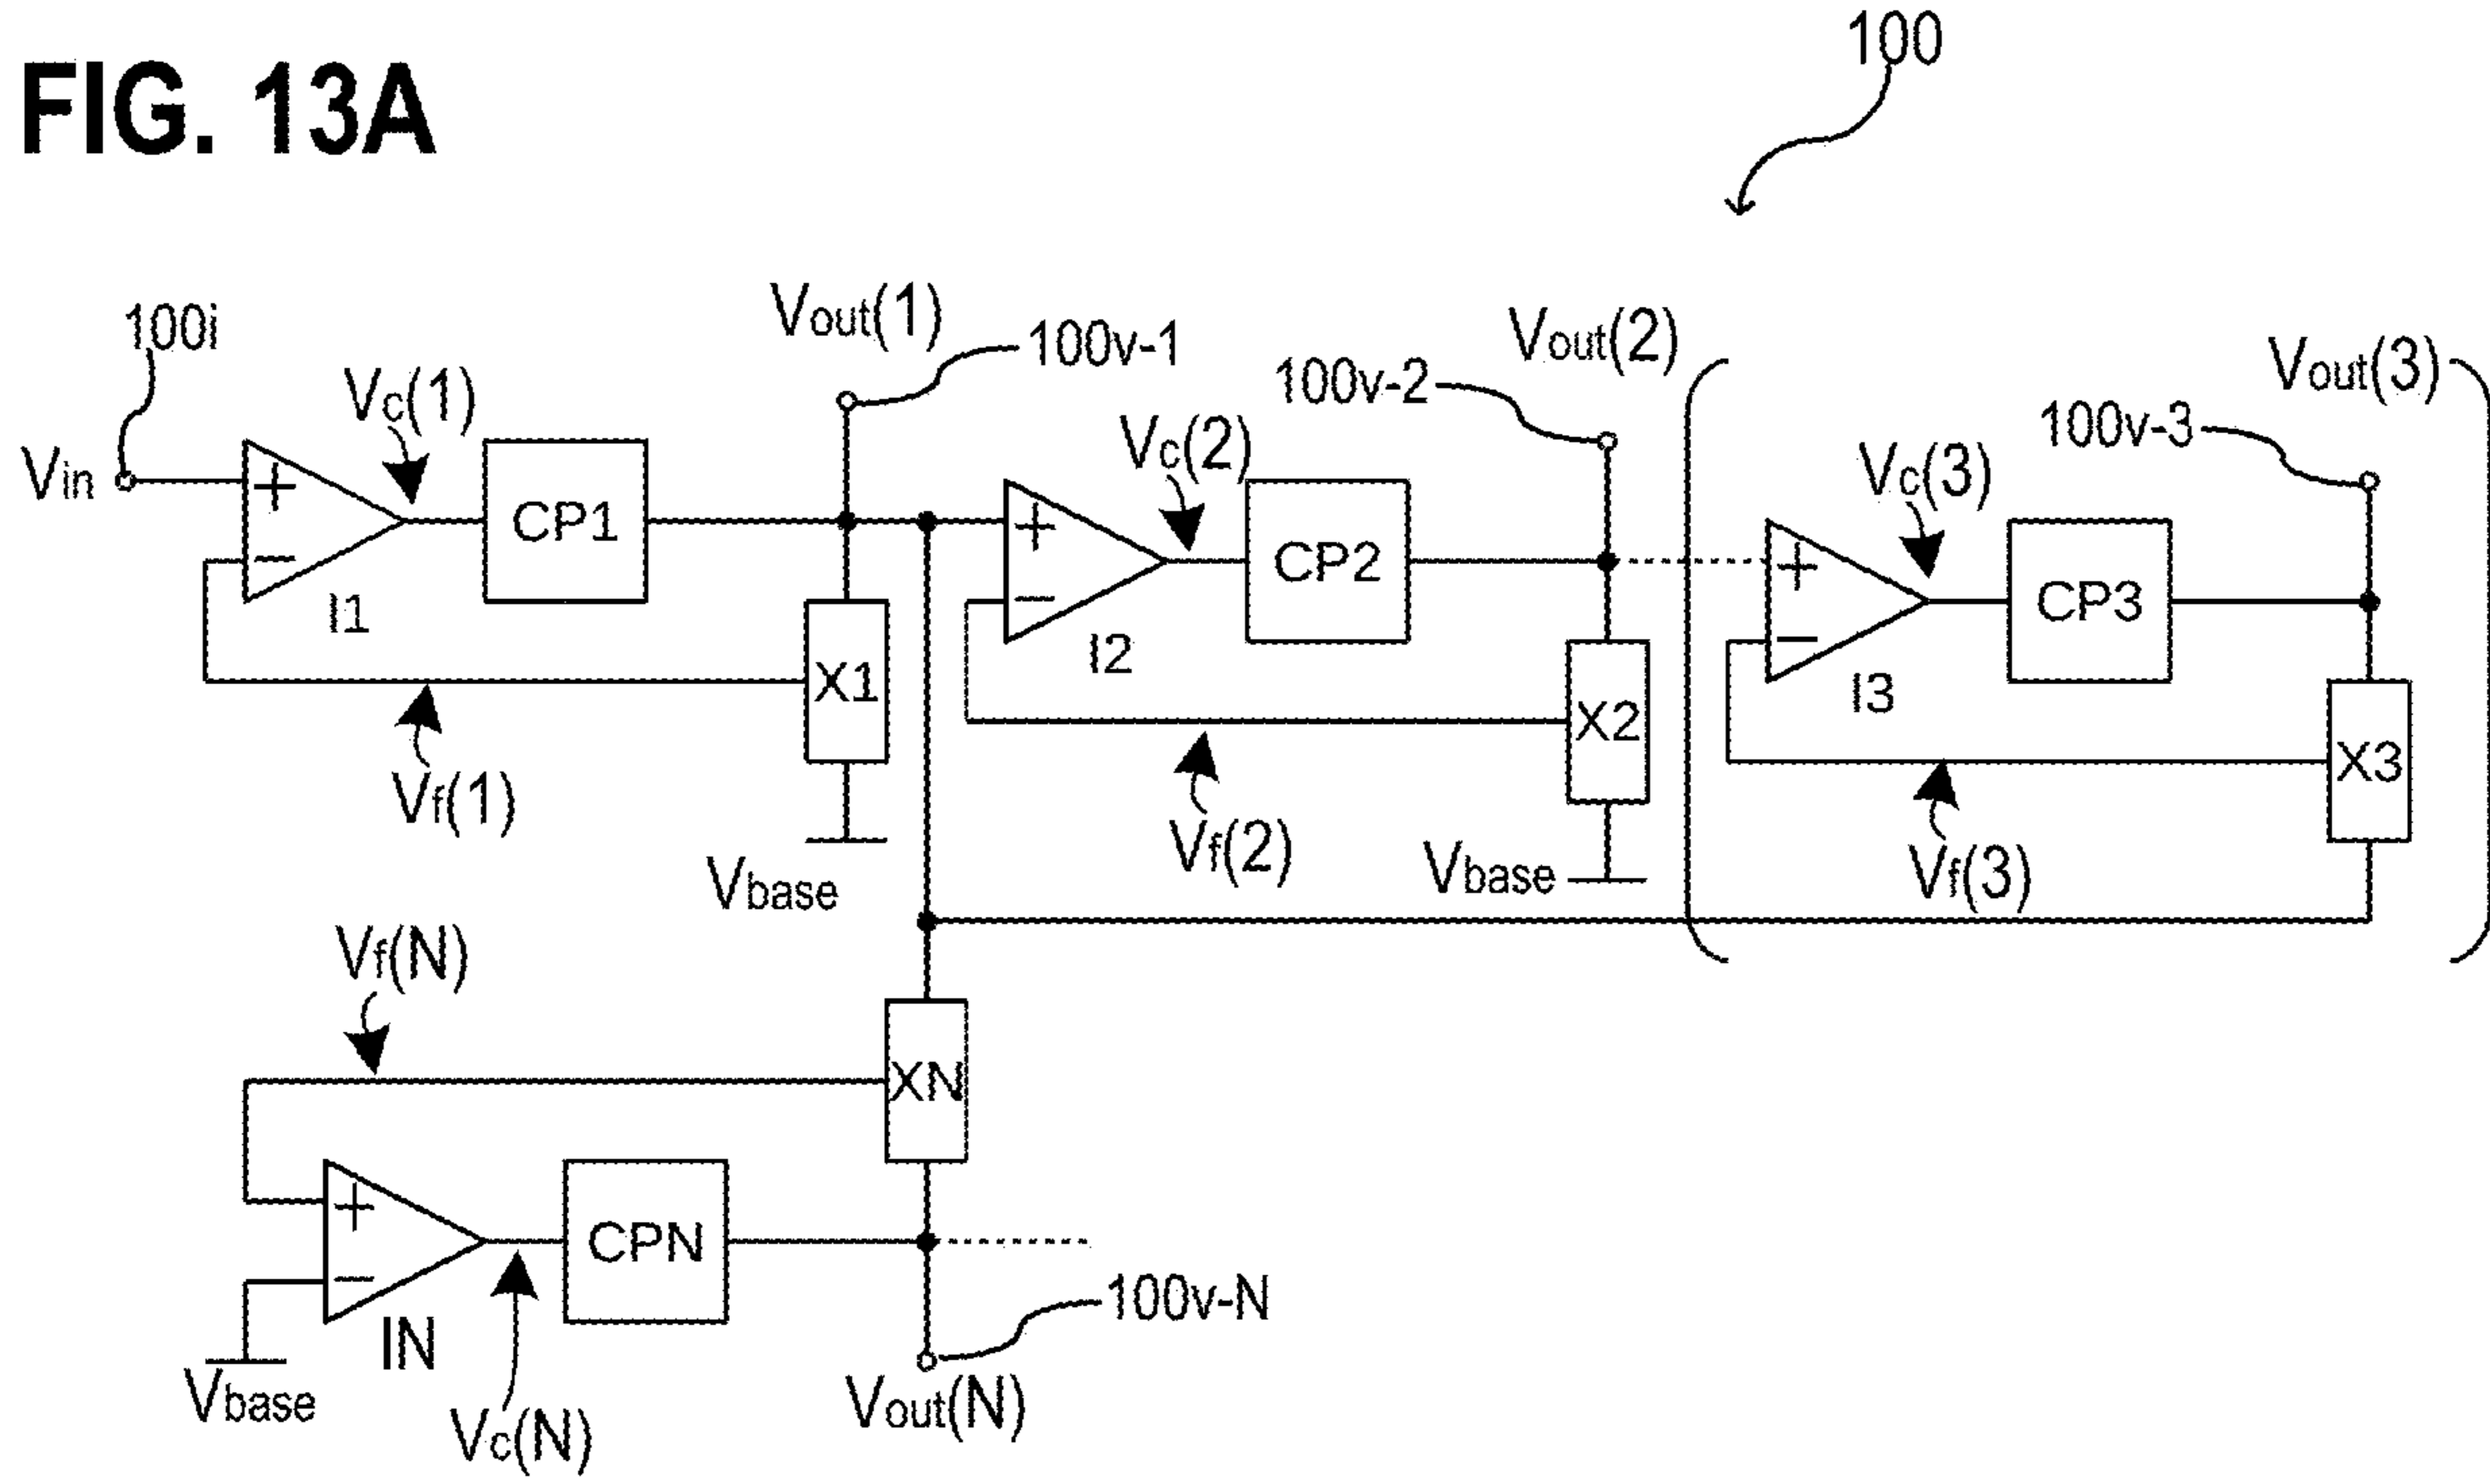 FIG. 13A
100
100i
Vout(1)
100v-1
Vout(2)
100v-2
Vout(3)
100v-3
Vin
Vc(1)
Vc(2)
Vc(3)
+
−
I1
CP1
X1
Vf(1)
Vbase
+
−
I2
CP2
X2
Vf(2)
Vbase
+
−
I3
CP3
X3
Vf(3)
Vf(N)
XN
+
−
IN
CPN
Vbase
Vc(N)
100v-N
Vout(N)